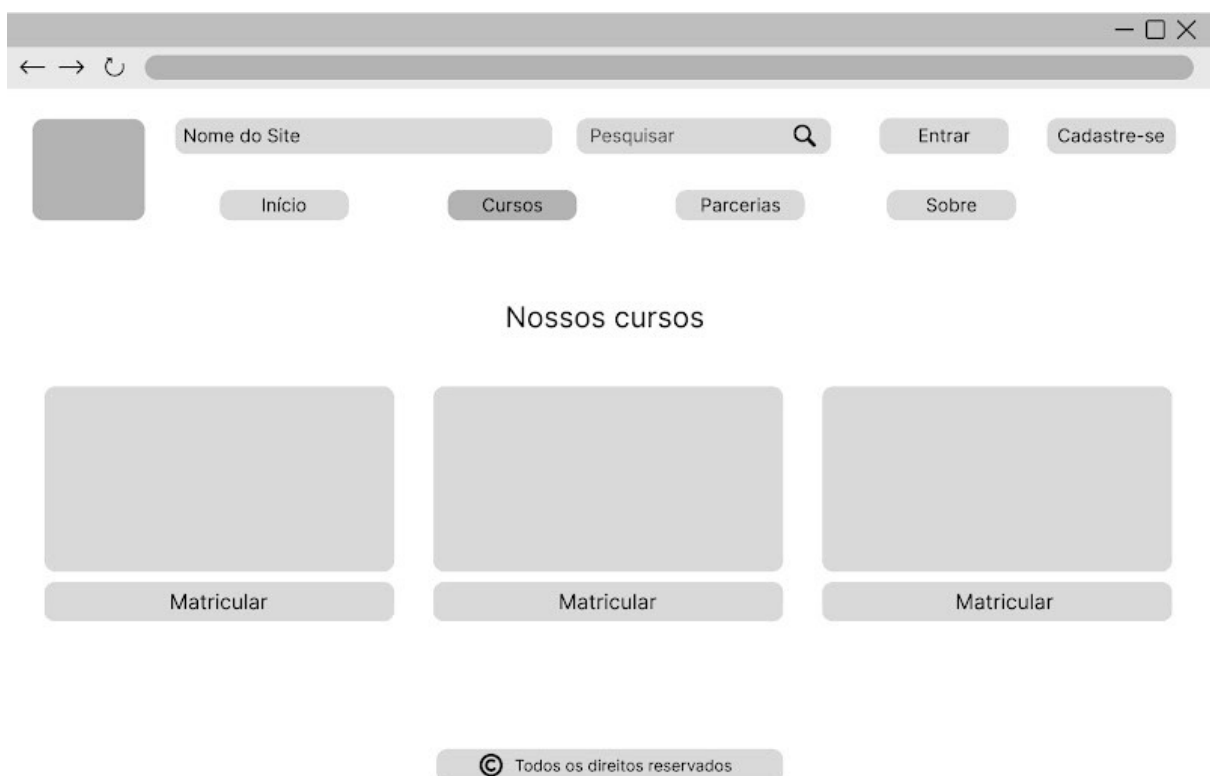 Nome do Site
Pesquisar
Entrar
Cadastre-se
Início
Cursos
Parcerias
Sobre
Nossos cursos
Matricular
Matricular
Matricular
© Todos os direitos reservados